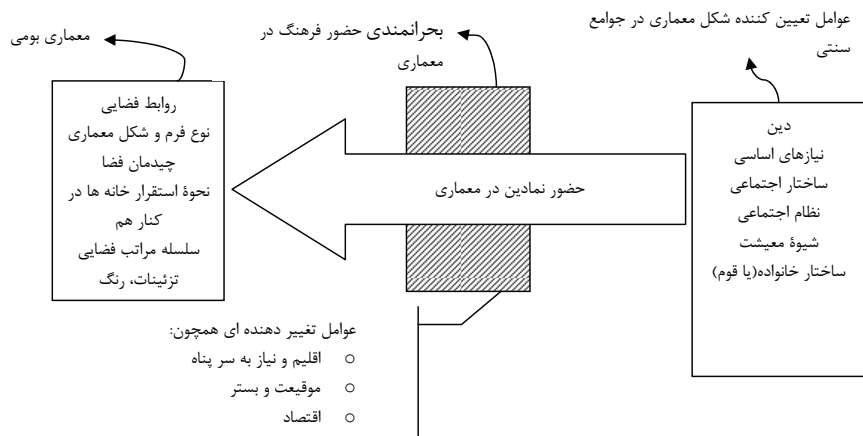 عوامل تعیین کننده شکل معماری در جوامع
سنتی
بحرانمندی حضور فرهنگ در
معماری
معماری بومی
دین
نیازهای اساسی
ساختار اجتماعی
نظام اجتماعی
شیوۀ معیشت
ساختار خانواده(یا قوم)
حضور نمادین در معماری
روابط فضایی
نوع فرم و شکل معماری
چیدمان فضا
نحوۀ استقرار خانه ها در
کنار هم
سلسله مراتب فضایی
تزئینات، رنگ
عوامل تغییر دهنده ای همچون:
○ اقلیم و نیاز به سر پناه
○ موقیعت و بستر
○ اقتصاد